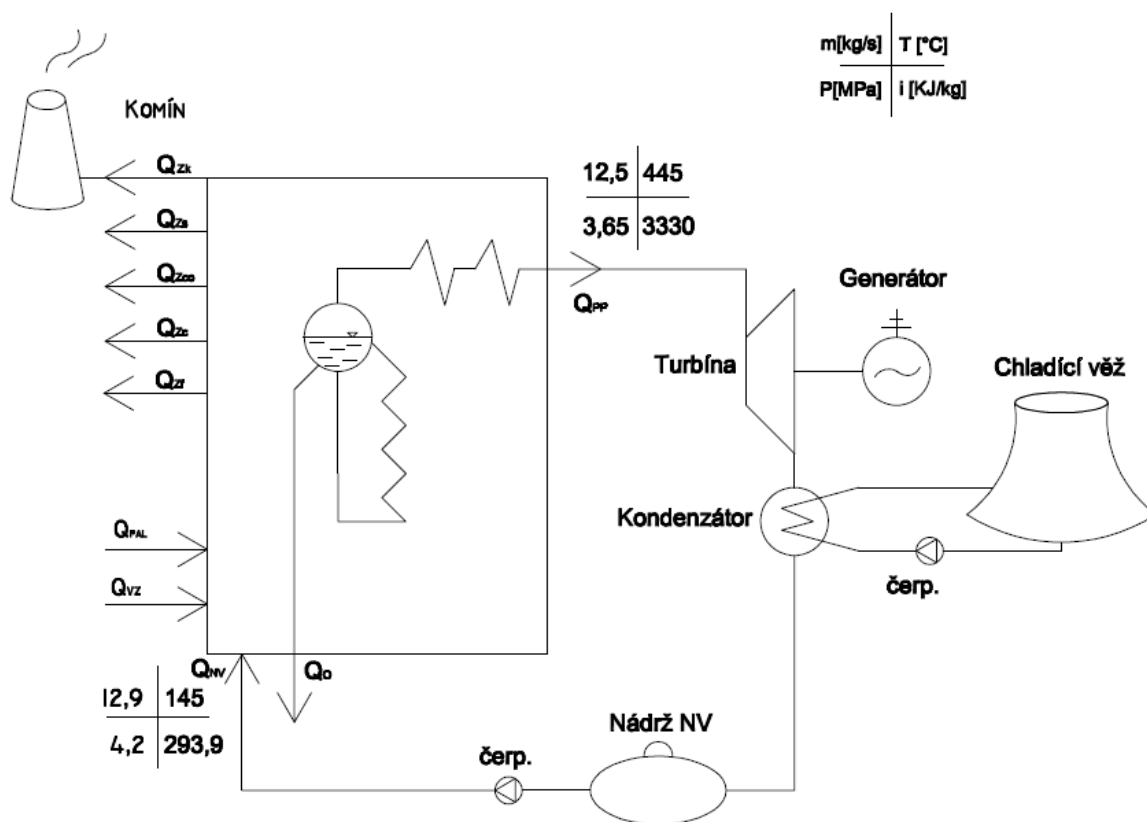 m[kg/s] T [°C]
P[MPa] i [KJ/kg]
KOMÍN
QZk
12,5 445
3,65 3330
QZs
QZco
QZc
QZf
QPP
Generátor
Turbína
Chladící věž
Kondenzátor
čerp.
QPAL
QVZ
QNV
QO
12,9 145
4,2 293,9
Nádrž NV
čerp.